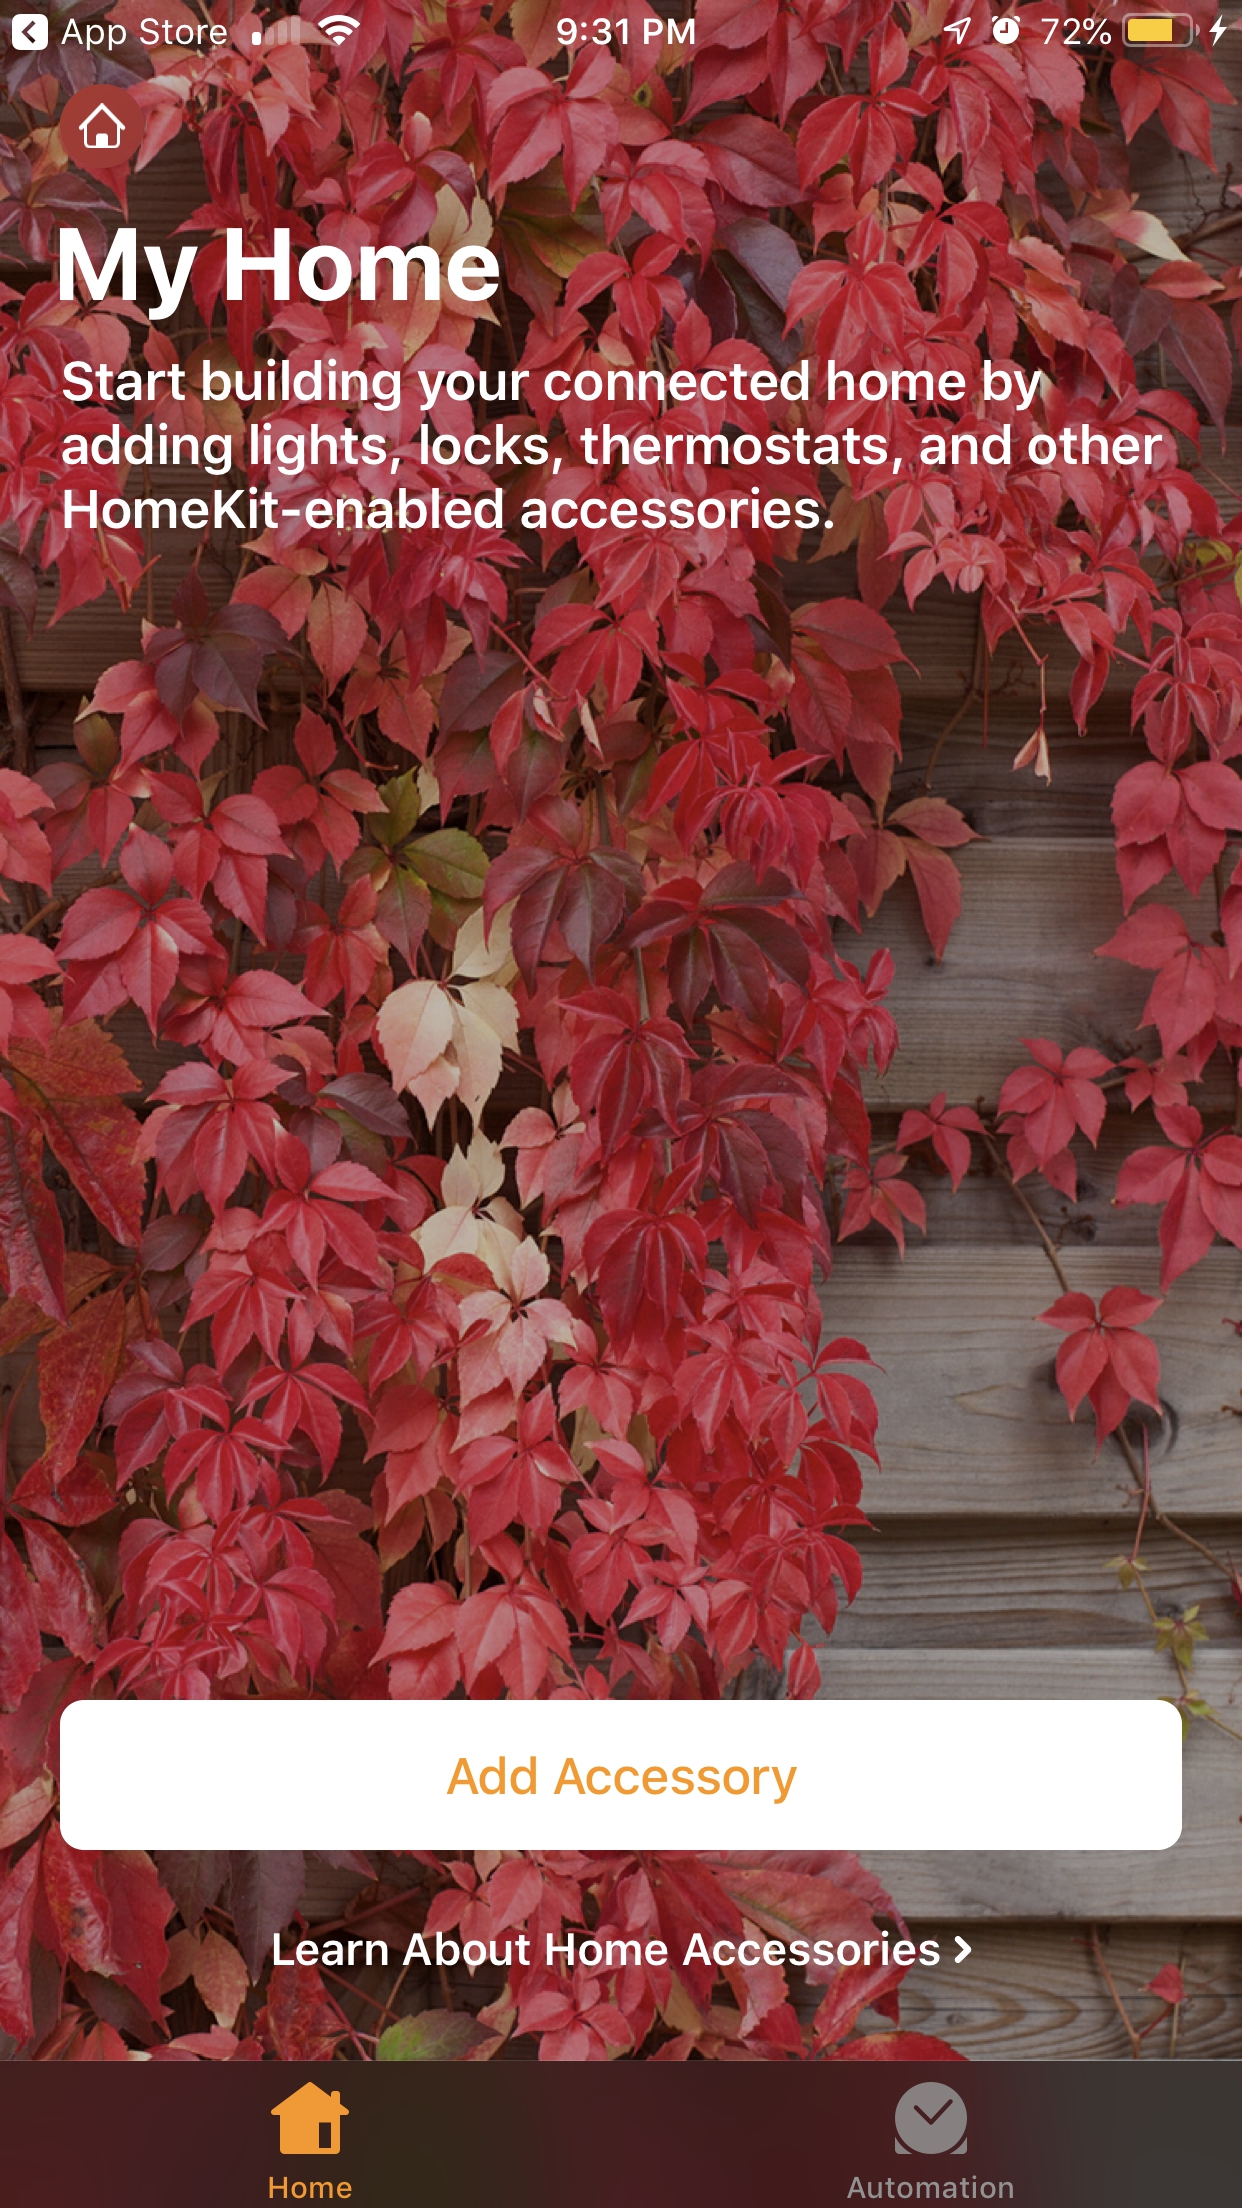 App Store
9:31 PM
72%
My Home
Start building your connected home by
adding lights, locks, thermostats, and other
HomeKit-enabled accessories.
Add Accessory
Learn About Home Accessories
Home
Automation